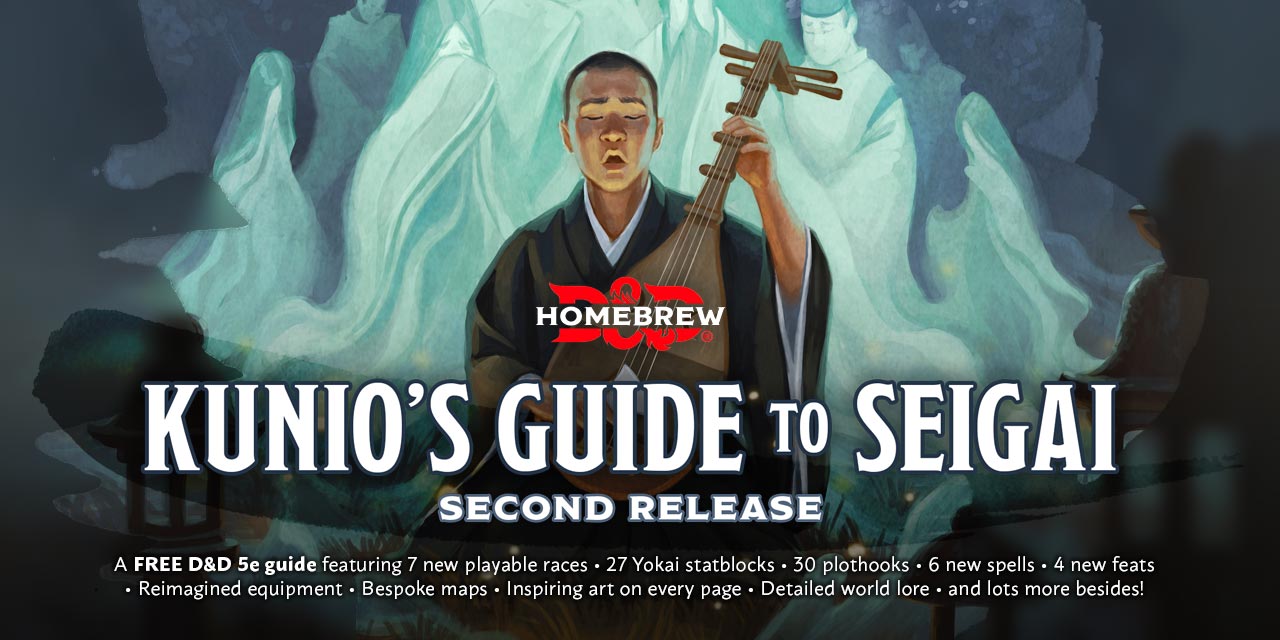 HOMEBREW
D&D®
KUNIO'S GUIDE TO SEIGAI
SECOND RELEASE
A FREE D&D 5e guide featuring 7 new playable races • 27 Yokai statblocks • 30 plothooks • 6 new spells • 4 new feats
• Reimagined equipment • Bespoke maps • Inspiring art on every page • Detailed world lore • and lots more besides!